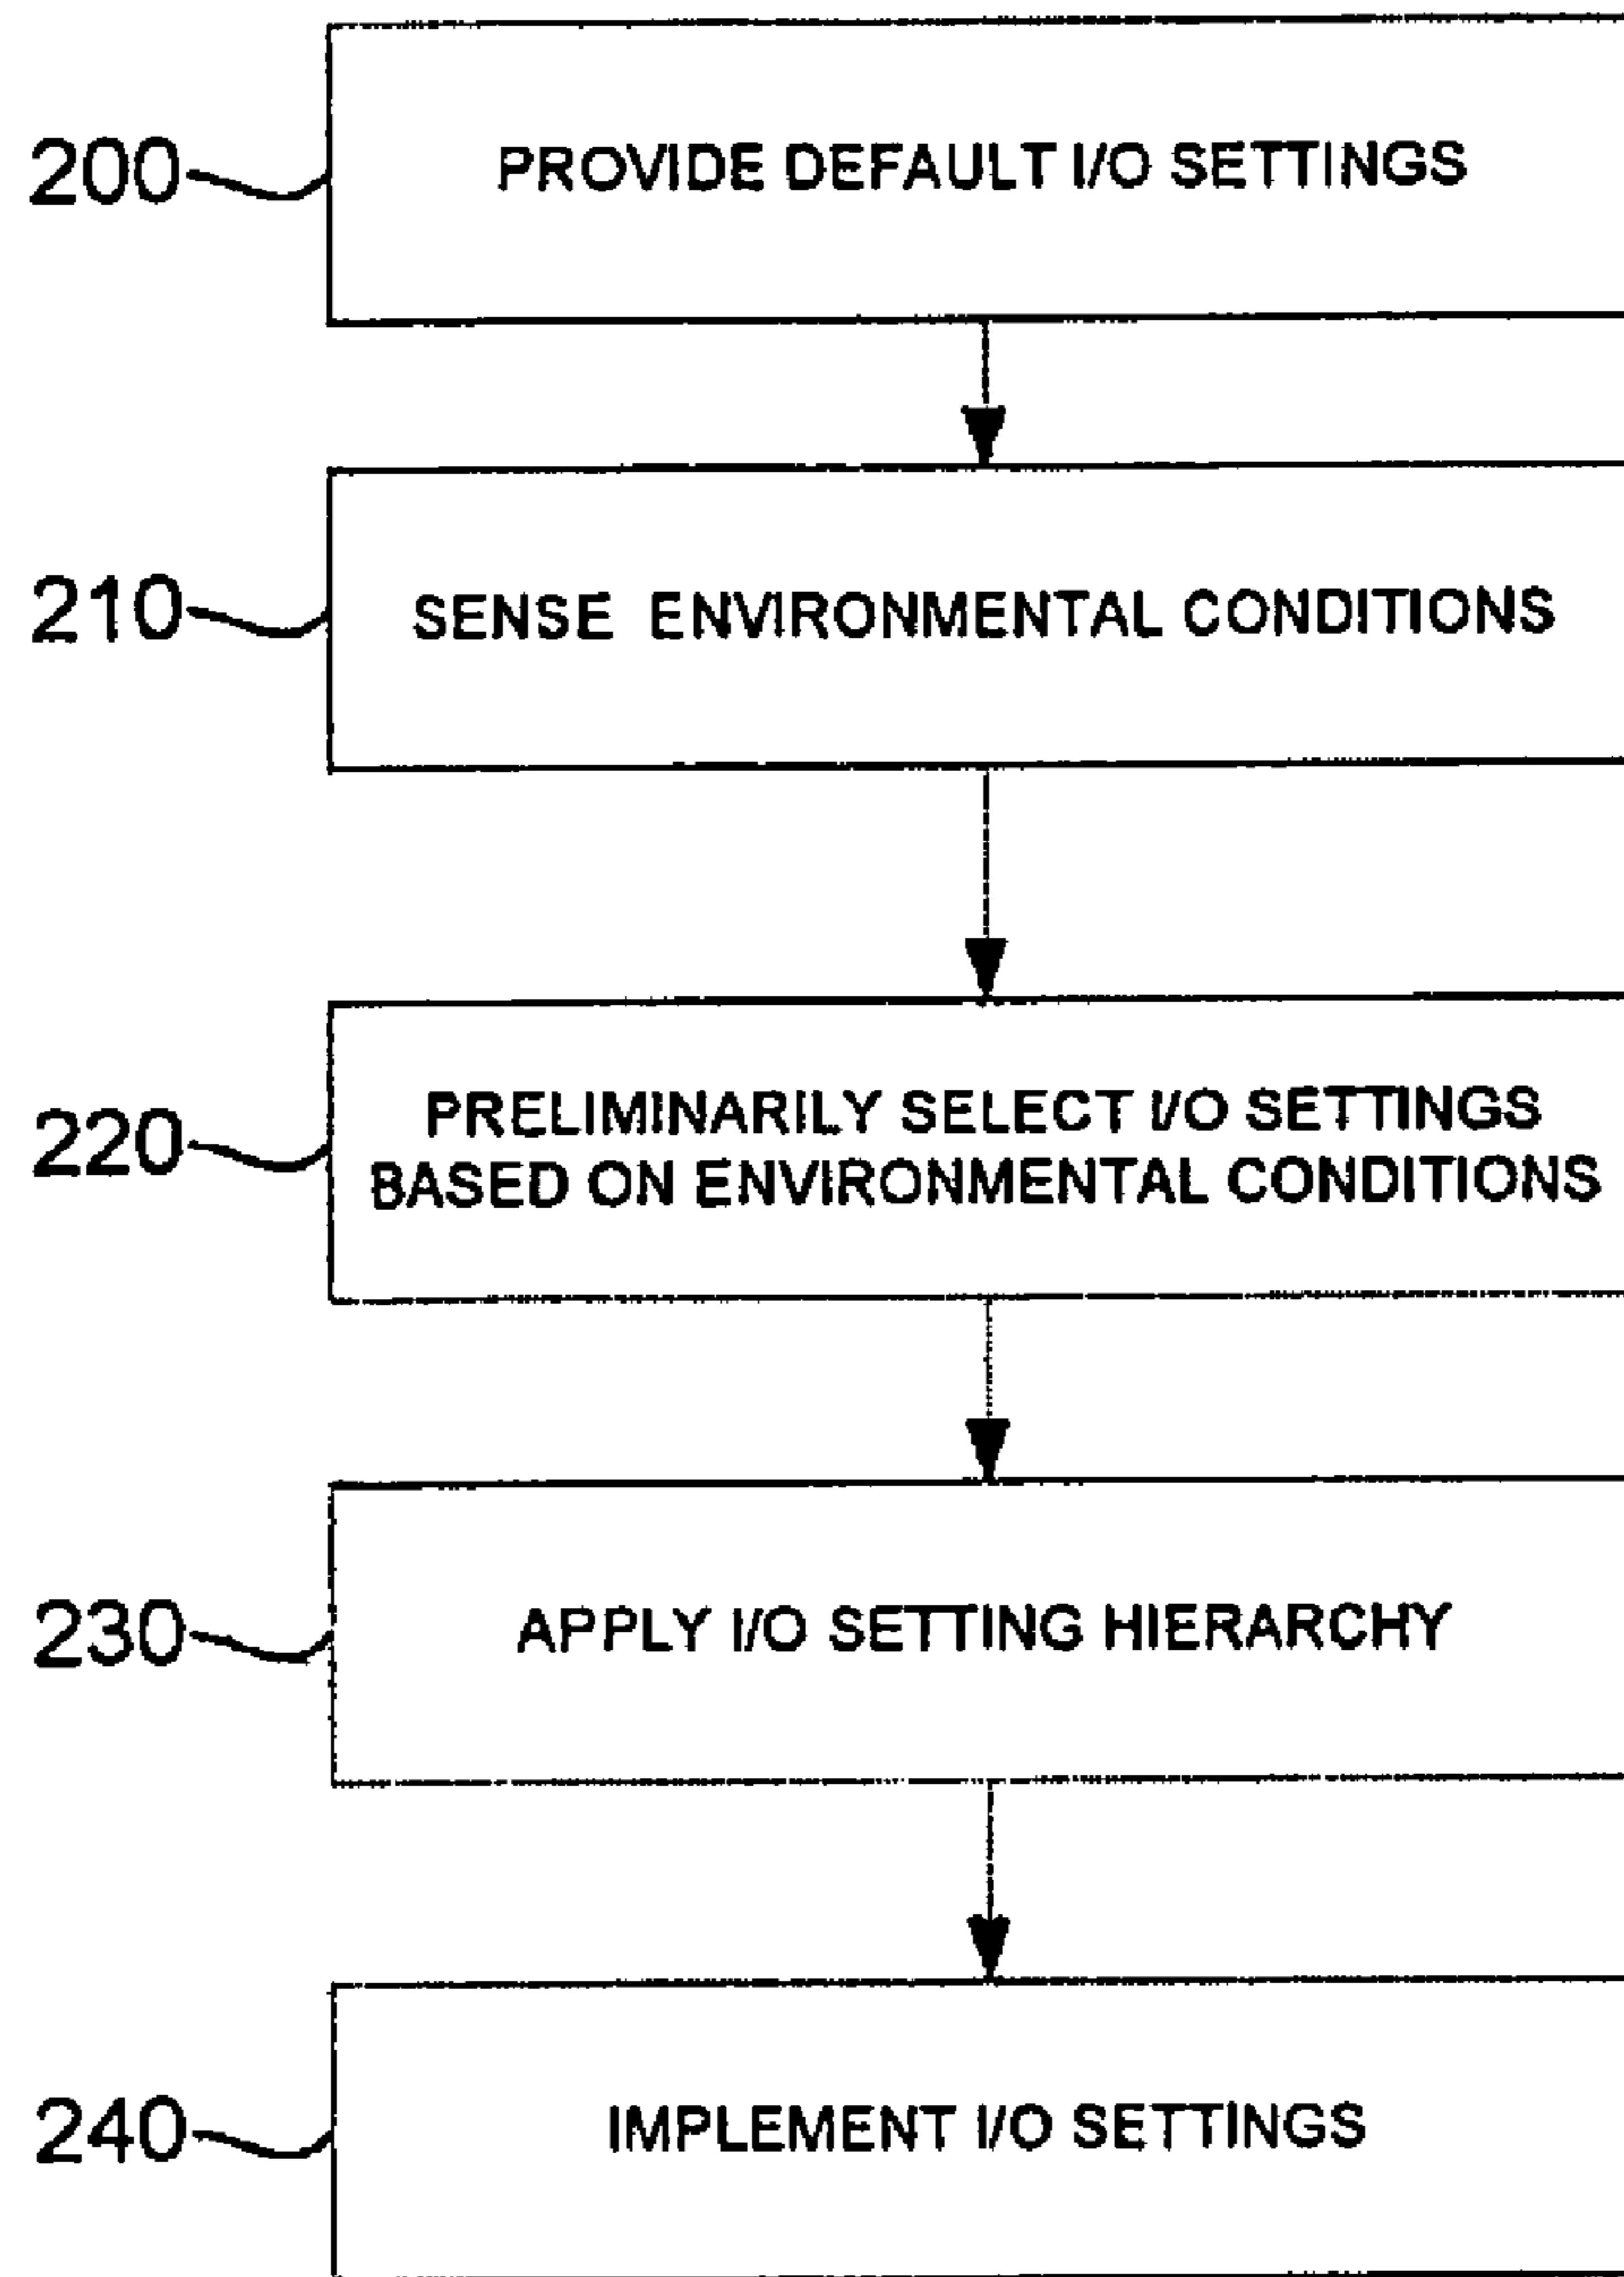 200 PROVIDE DEFAULT I/O SETTINGS
210 SENSE ENVIRONMENTAL CONDITIONS
220 PRELIMINARILY SELECT I/O SETTINGS
BASED ON ENVIRONMENTAL CONDITIONS
230 APPLY I/O SETTING HIERARCHY
240 IMPLEMENT I/O SETTINGS